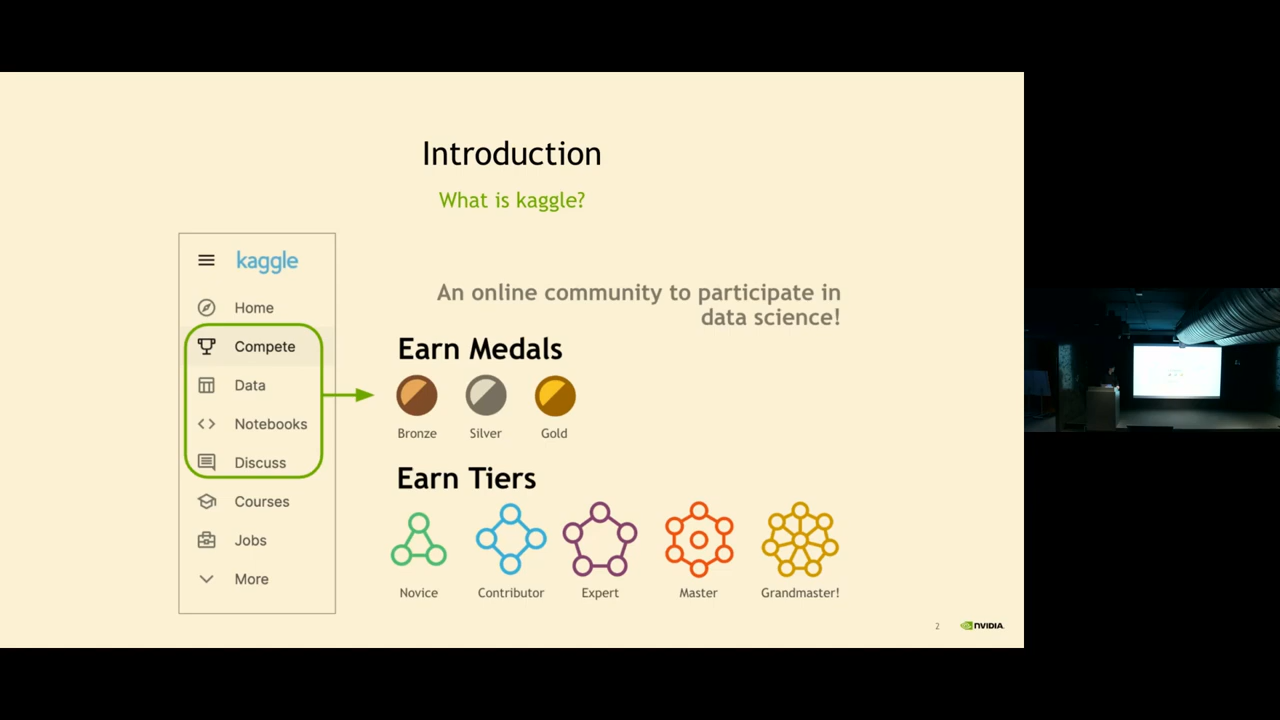 Introduction
What is kaggle?
kaggle
Home
Compete
Data
Notebooks
Discuss
Courses
Jobs
More
An online community to participate in
data science!
Earn Medals
Bronze Silver Gold
Earn Tiers
Novice Contributor Expert Master Grandmaster!
2 NVIDIA.